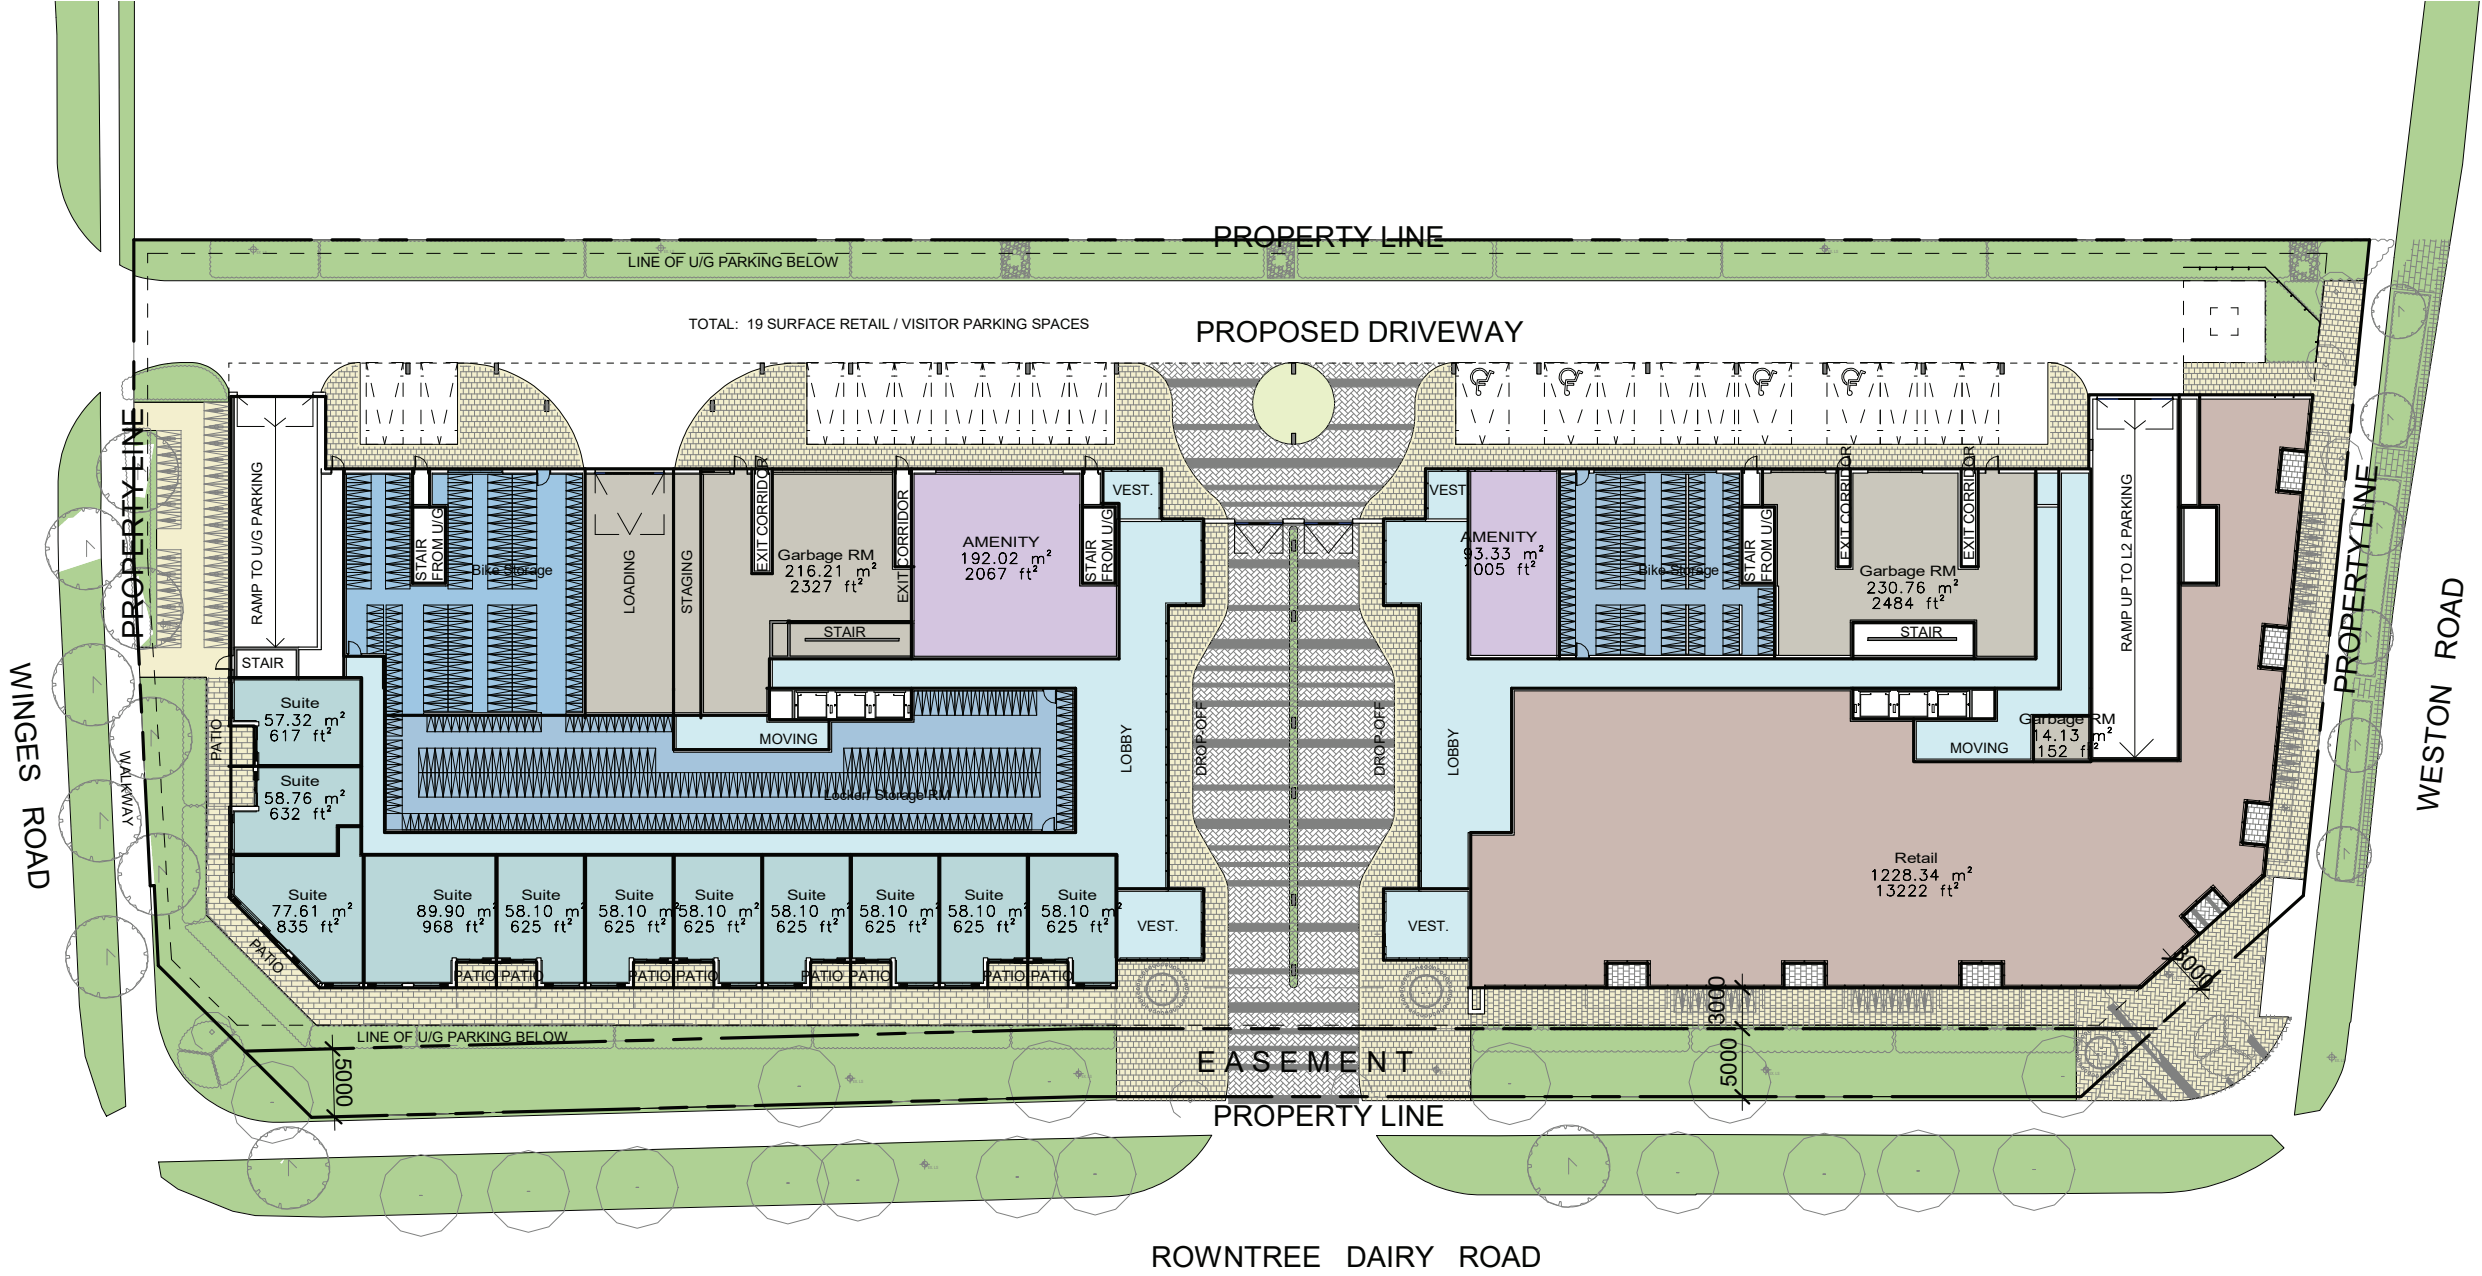 PROPERTY LINE
LINE OF U/G PARKING BELOW
TOTAL: 19 SURFACE RETAIL / VISITOR PARKING SPACES
PROPOSED DRIVEWAY
PROPERTY LINE
RAMP TO U/G PARKING
STAIR
STAIR
FROM U/G
Bike Storage
LOADING
STAGING
EXIT CORRIDOR
Garbage RM
216.21 m²
2327 ft²
STAIR
EXIT CORRIDOR
AMENITY
192.02 m²
2067 ft²
STAIR
FROM U/G
VEST.
VEST
AMENITY
93.33 m²
1005 ft²
Bike Storage
STAIR
FROM U/G
EXIT CORRIDOR
Garbage RM
230.76 m²
2484 ft²
STAIR
EXIT CORRIDOR
RAMP UP TO L2 PARKING
PROPERTY LINE
WESTON ROAD
WINGES ROAD
WALKWAY
PATIO
Suite
57.32 m²
617 ft²
Suite
58.76 m²
632 ft²
MOVING
Locker/ Storage RM
LOBBY
DROP-OFF
DROP-OFF
LOBBY
MOVING
Garbage RM
14.13 m²
152 ft²
Retail
1228.34 m²
13222 ft²
Suite
77.61 m²
835 ft²
PATIO
Suite
89.90 m²
968 ft²
Suite
58.10 m²
625 ft²
Suite
58.10 m²
625 ft²
Suite
58.10 m²
625 ft²
Suite
58.10 m²
625 ft²
Suite
58.10 m²
625 ft²
Suite
58.10 m²
625 ft²
Suite
58.10 m²
625 ft²
VEST.
VEST.
PATIO
PATIO
PATIO
PATIO
PATIO
PATIO
PATIO
PATIO
3000
3000
LINE OF U/G PARKING BELOW
5000
EASEMENT
5000
PROPERTY LINE
ROWNTREE DAIRY ROAD